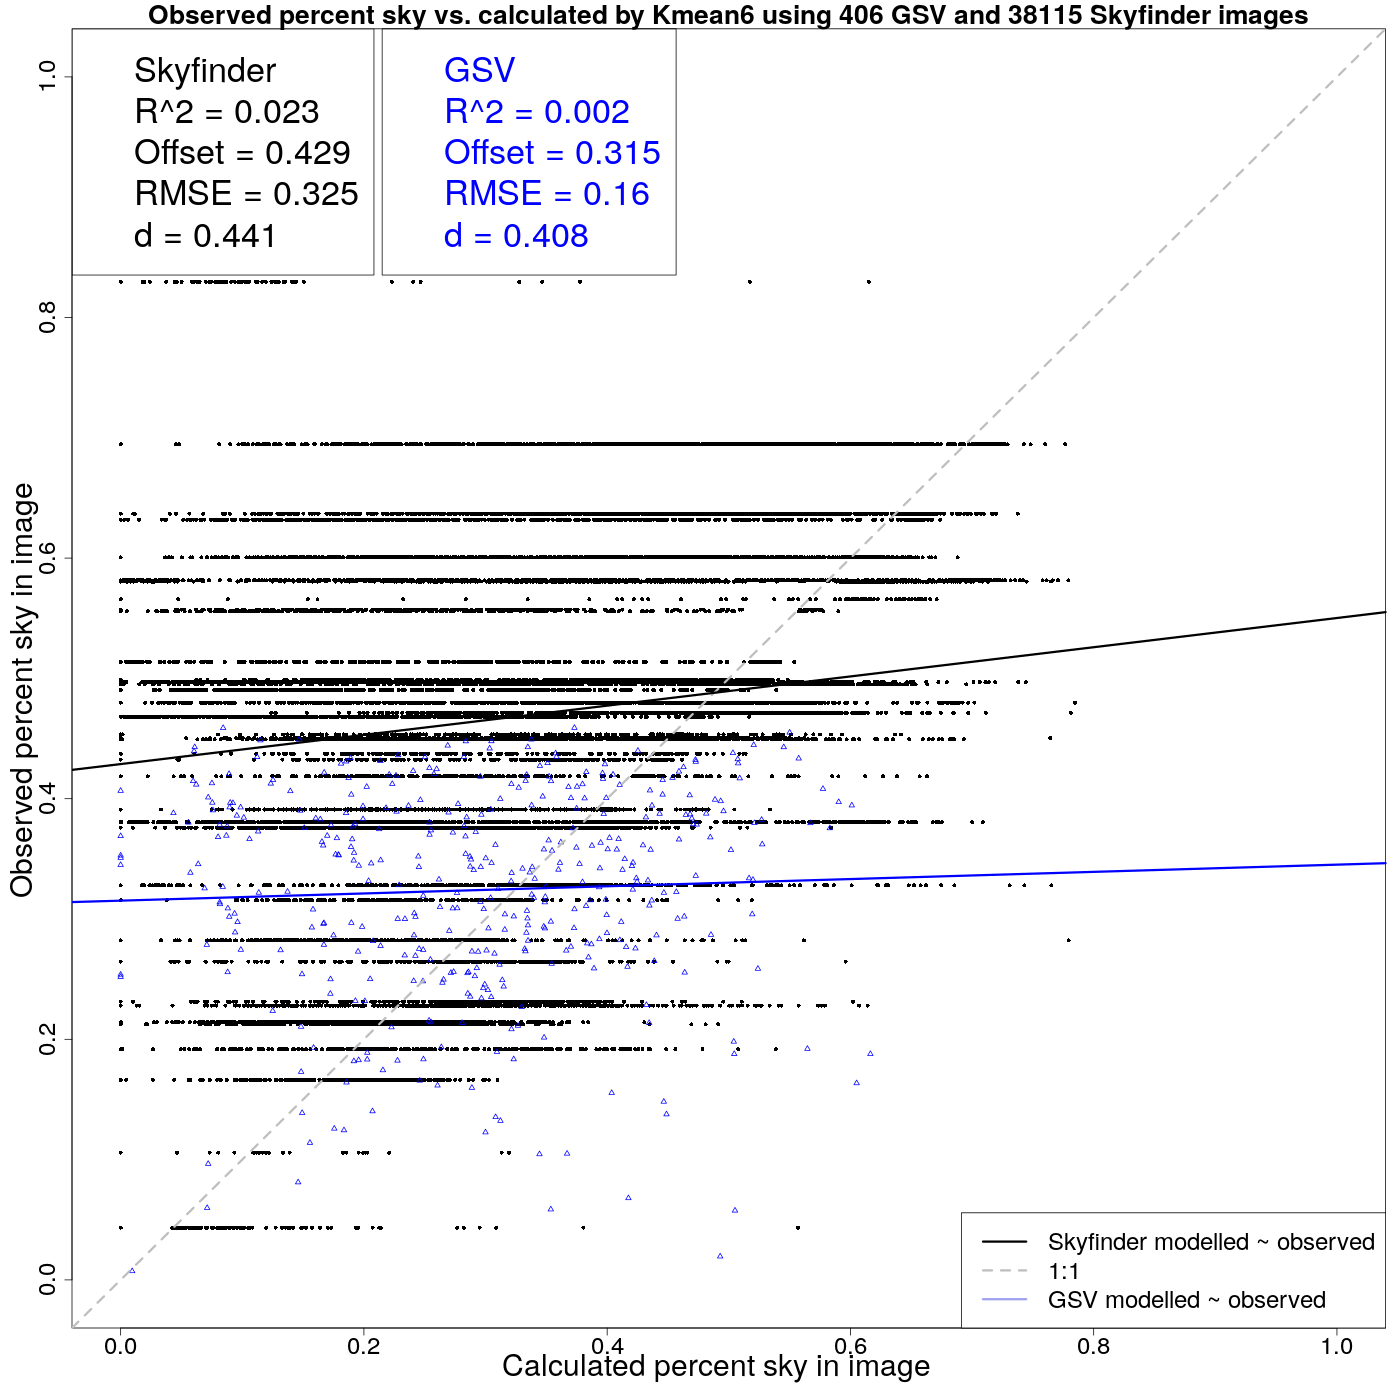 Observed percent sky vs. calculated by Kmean6 using 406 GSV and 38115 Skyfinder images
Skyfinder
R^2 = 0.023
Offset = 0.429
RMSE = 0.325
d = 0.441
GSV
R^2 = 0.002
Offset = 0.315
RMSE = 0.16
d = 0.408
Observed percent sky in image
1.0
0.8
0.6
0.4
0.2
0.0
Skyfinder modelled ~ observed
1:1
GSV modelled ~ observed
0.0 0.2 0.4 0.6 0.8 1.0
Calculated percent sky in image